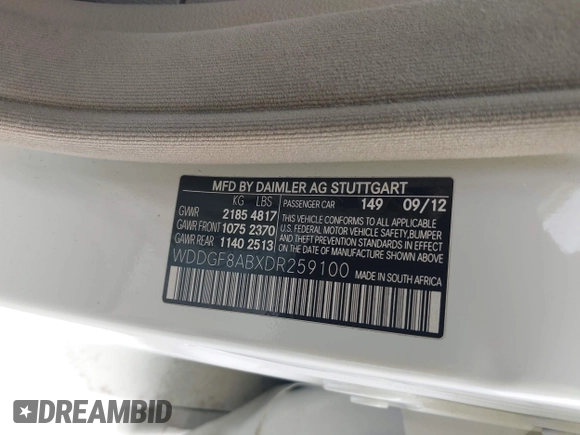 MFD BY DAIMLER AG STUTTGART
KG LBS
GVWR 2185 4817
GAWR FRONT 1075 2370
GAWR REAR 1140 2513
PASSENGER CAR 149 09/12
THIS VEHICLE CONFORMS TO ALL APPLICABLE
U.S. FEDERAL MOTOR VEHICLE SAFETY, BUMPER
AND THEFT PREVENTION STANDARDS IN EFFECT
ON THE DATE OF MANUFACTURE SHOWN ABOVE.
WDDGF8ABXDR259100
MADE IN SOUTH AFRICA
DREAMBID